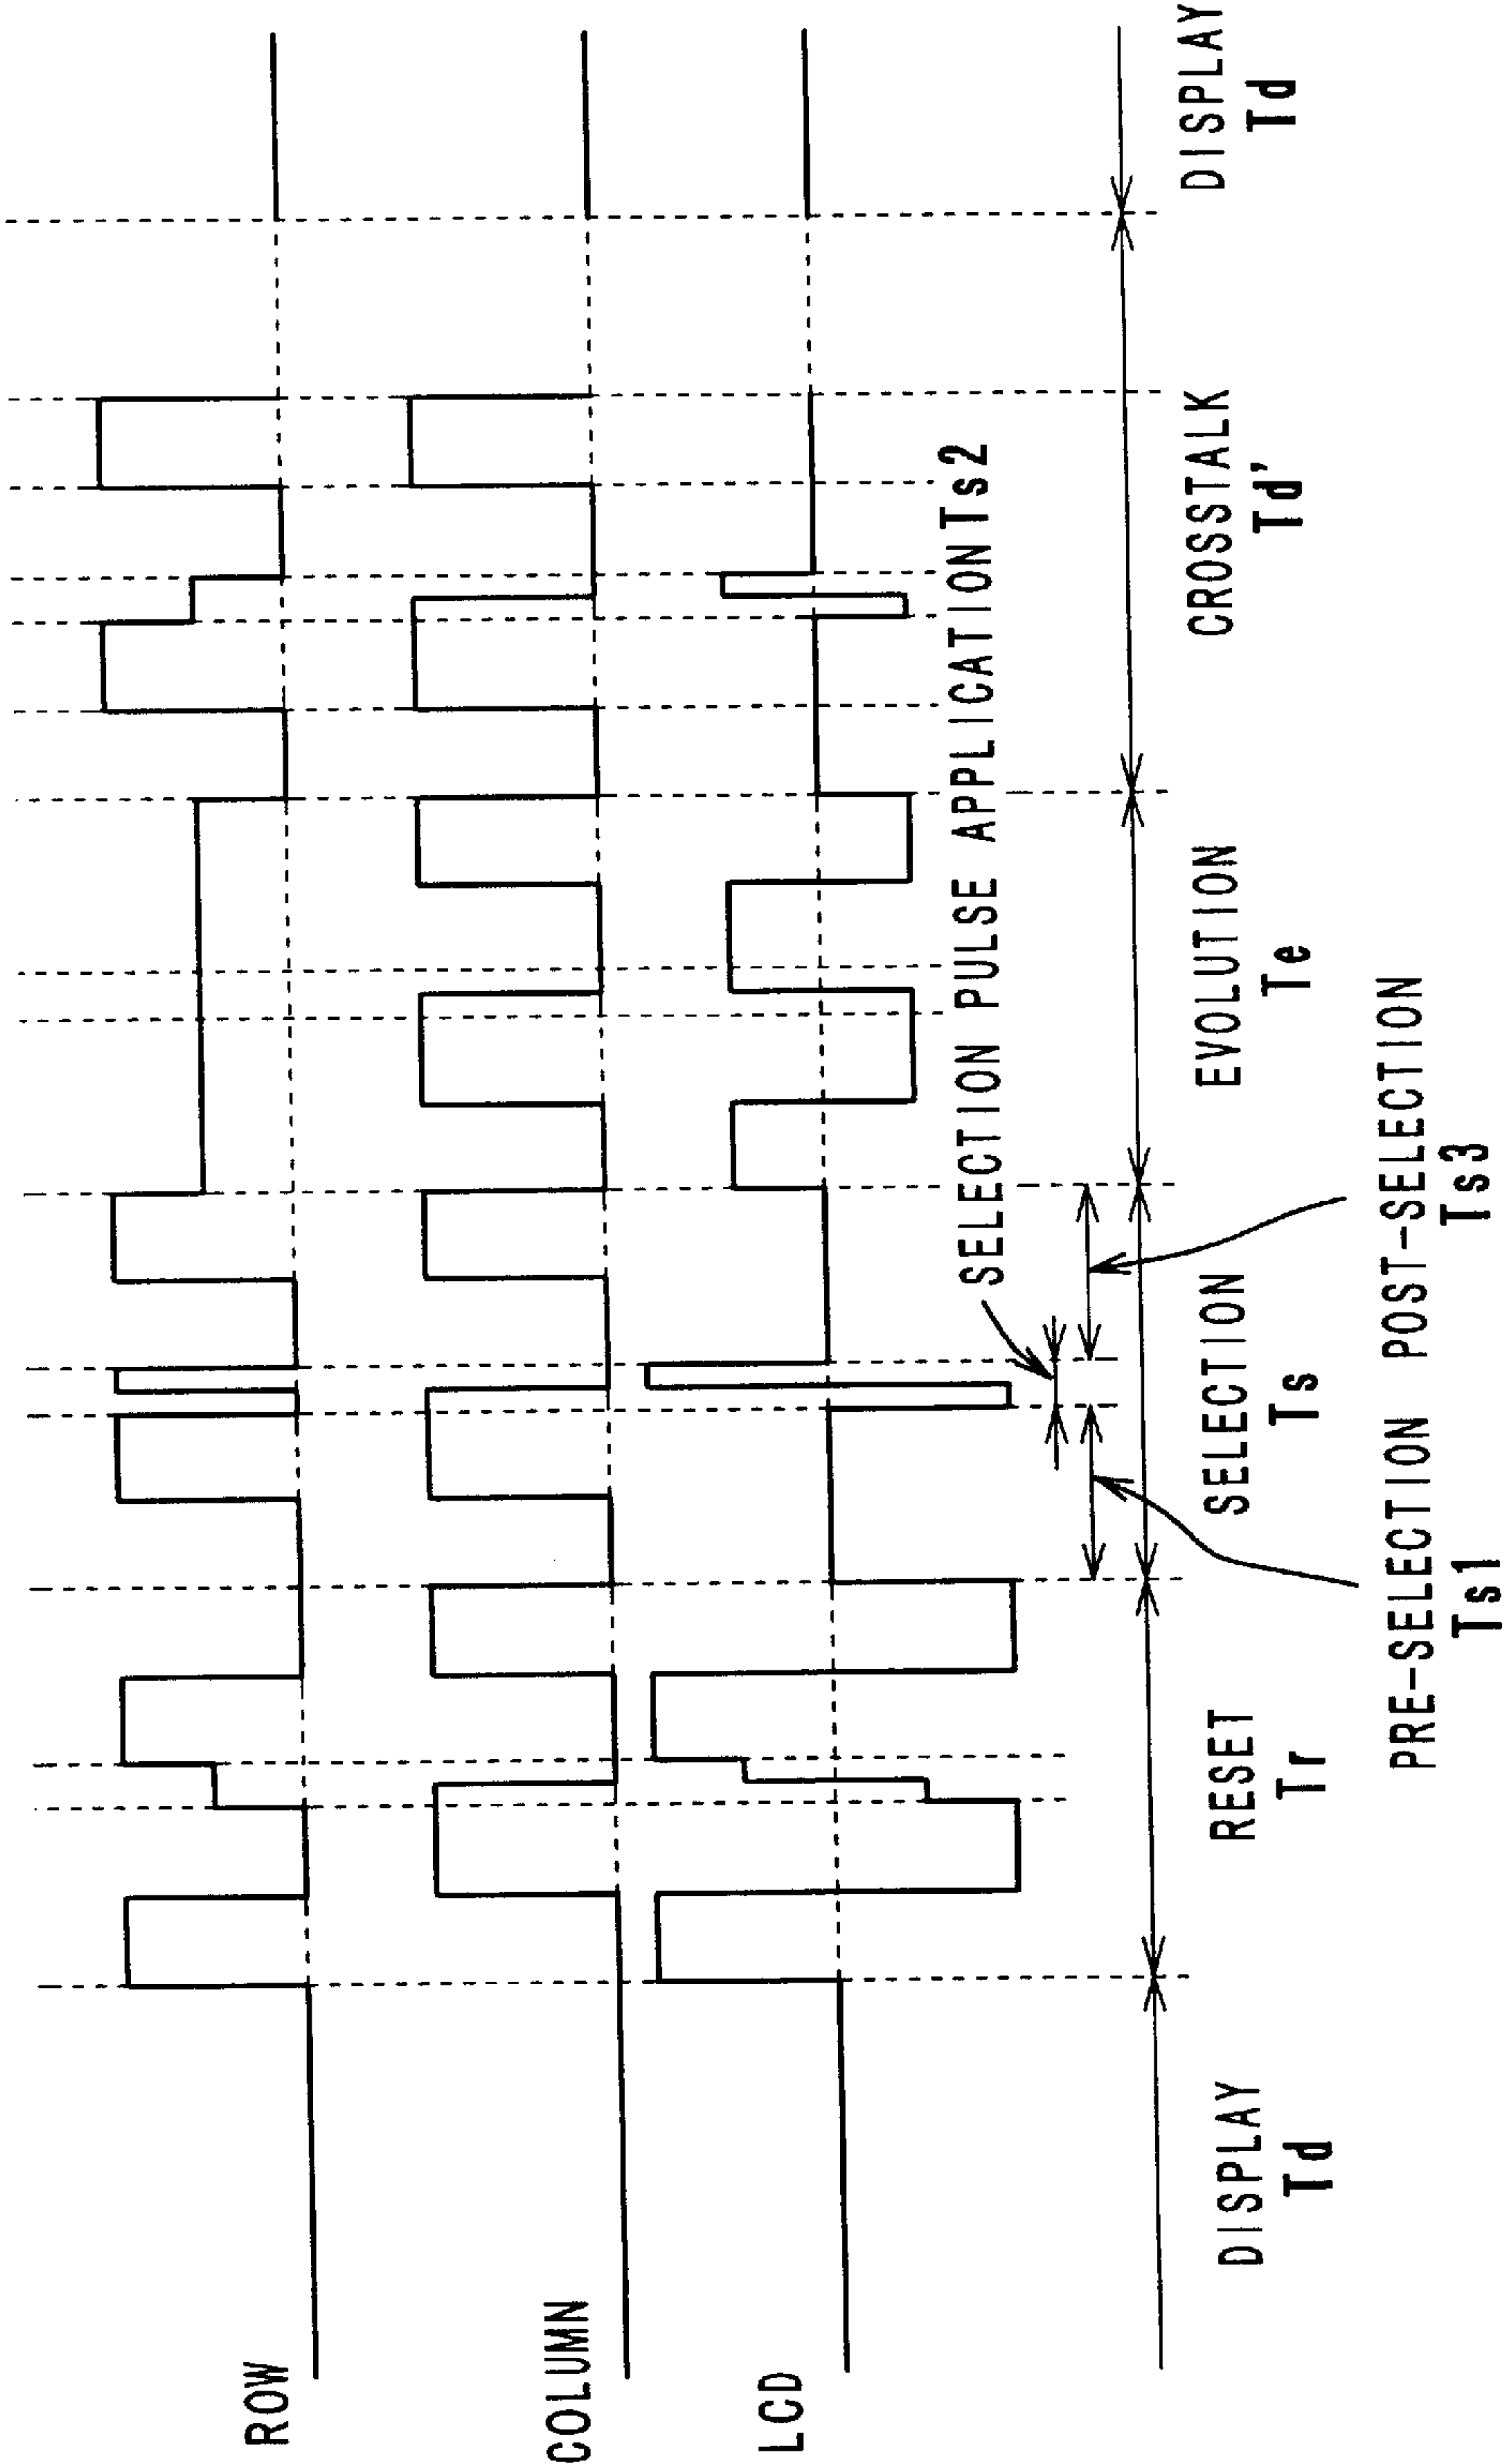 ROW
COLUMN
LCD
SELECTION PULSE APPLICATION Ts2
DISPLAY
Td
RESET
Tr
SELECTION
Ts
EVOLUTION
Te
CROSSTALK
Td'
DISPLAY
Td
PRE-SELECTION
Ts1
POST-SELECTION
Ts3